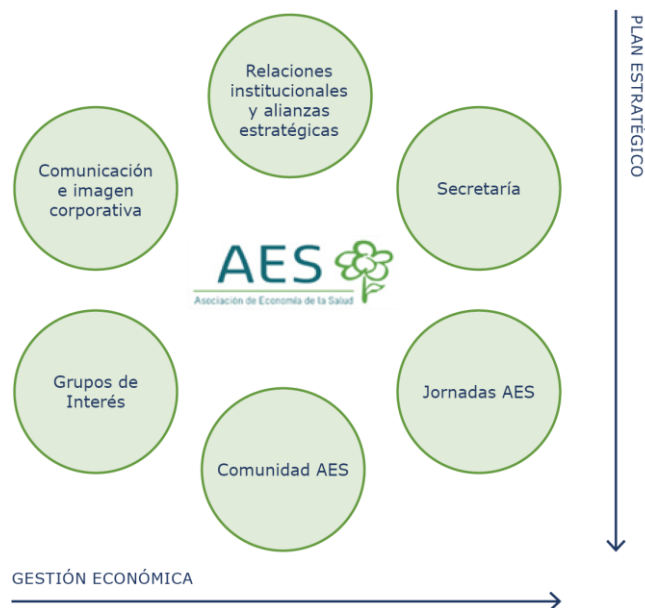 Relaciones
institucionales
y alianzas
estratégicas
PLAN ESTRATÉGICO
Comunicación
e imagen
corporativa
Secretaría
AES
Asociación de Economía de la Salud
Grupos de
Interés
Jornadas AES
Comunidad AES
GESTIÓN ECONÓMICA